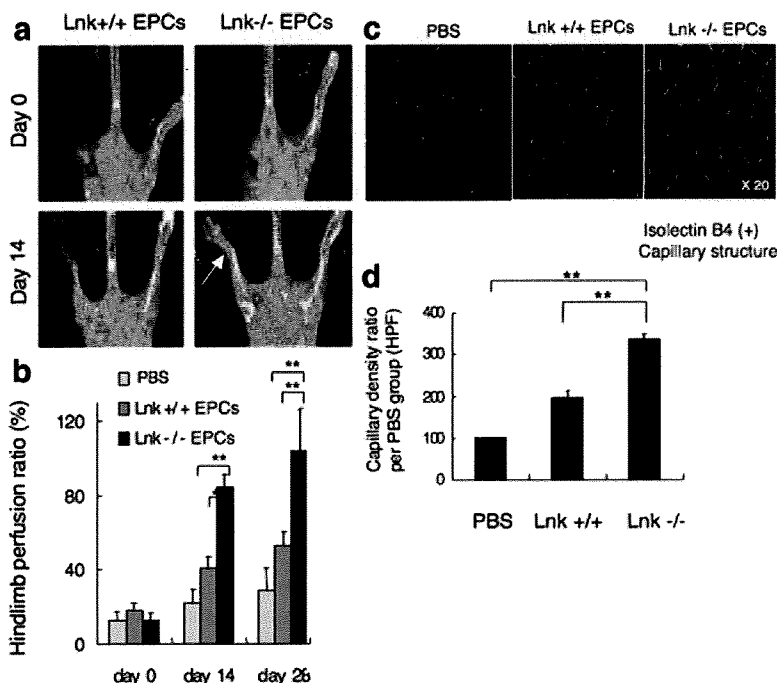 a
Lnk+/+ EPCs
Lnk-/- EPCs
Day 0
Day 14
b
Hindlimb perfusion ratio (%)
120
80
40
0
PBS
Lnk +/+ EPCs
Lnk -/- EPCs
**
**
**
*
day 0
day 14
day 28
c
PBS
Lnk +/+ EPCs
Lnk -/- EPCs
X 20
Isolectin B4 (+)
Capillary structure
d
Capillary density ratio
per PBS group (HPF)
400
300
200
100
0
**
**
PBS
Lnk +/+
Lnk -/-